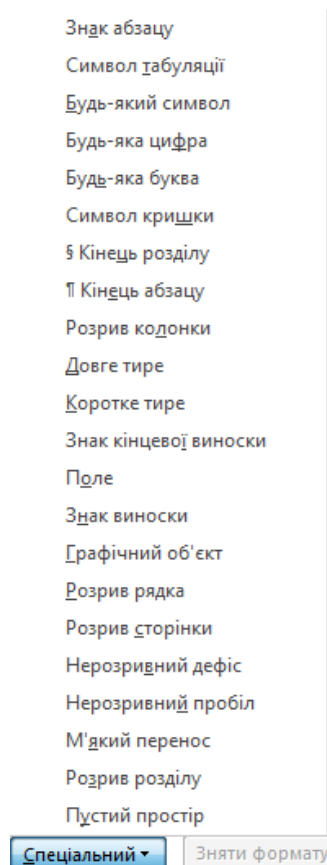 Знак абзацу
Символ табуляції
Будь-який символ
Будь-яка цифра
Будь-яка буква
Символ кришки
§ Кінець розділу
¶ Кінець абзацу
Розрив колонки
Довге тире
Коротке тире
Знак кінцевої виноски
Поле
Знак виноски
Графічний об'єкт
Розрив рядка
Розрив сторінки
Нерозривний дефіс
Нерозривний пробіл
М'який перенос
Розрив розділу
Пустий простір
Спеціальний Зняти формату